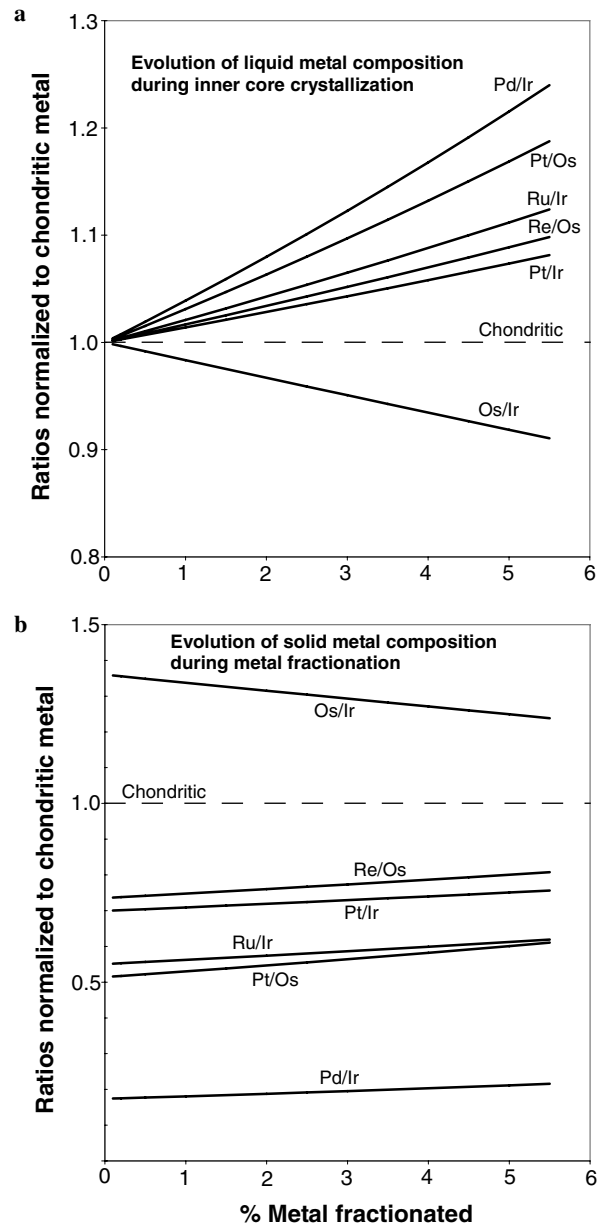 a
1.3
Evolution of liquid metal composition
during inner core crystallization
Pd/Ir
1.2
Pt/Os
Ru/Ir
Re/Os
1.1
Pt/Ir
Chondritic
1.0
Os/Ir
0.9
0.8
0 1 2 3 4 5 6
Ratios normalized to chondritic metal
b
1.5
Evolution of solid metal composition
during metal fractionation
Os/Ir
Chondritic
1.0
Re/Os
Pt/Ir
Ru/Ir
0.5
Pt/Os
Pd/Ir
0 1 2 3 4 5 6
Ratios normalized to chondritic metal
% Metal fractionated